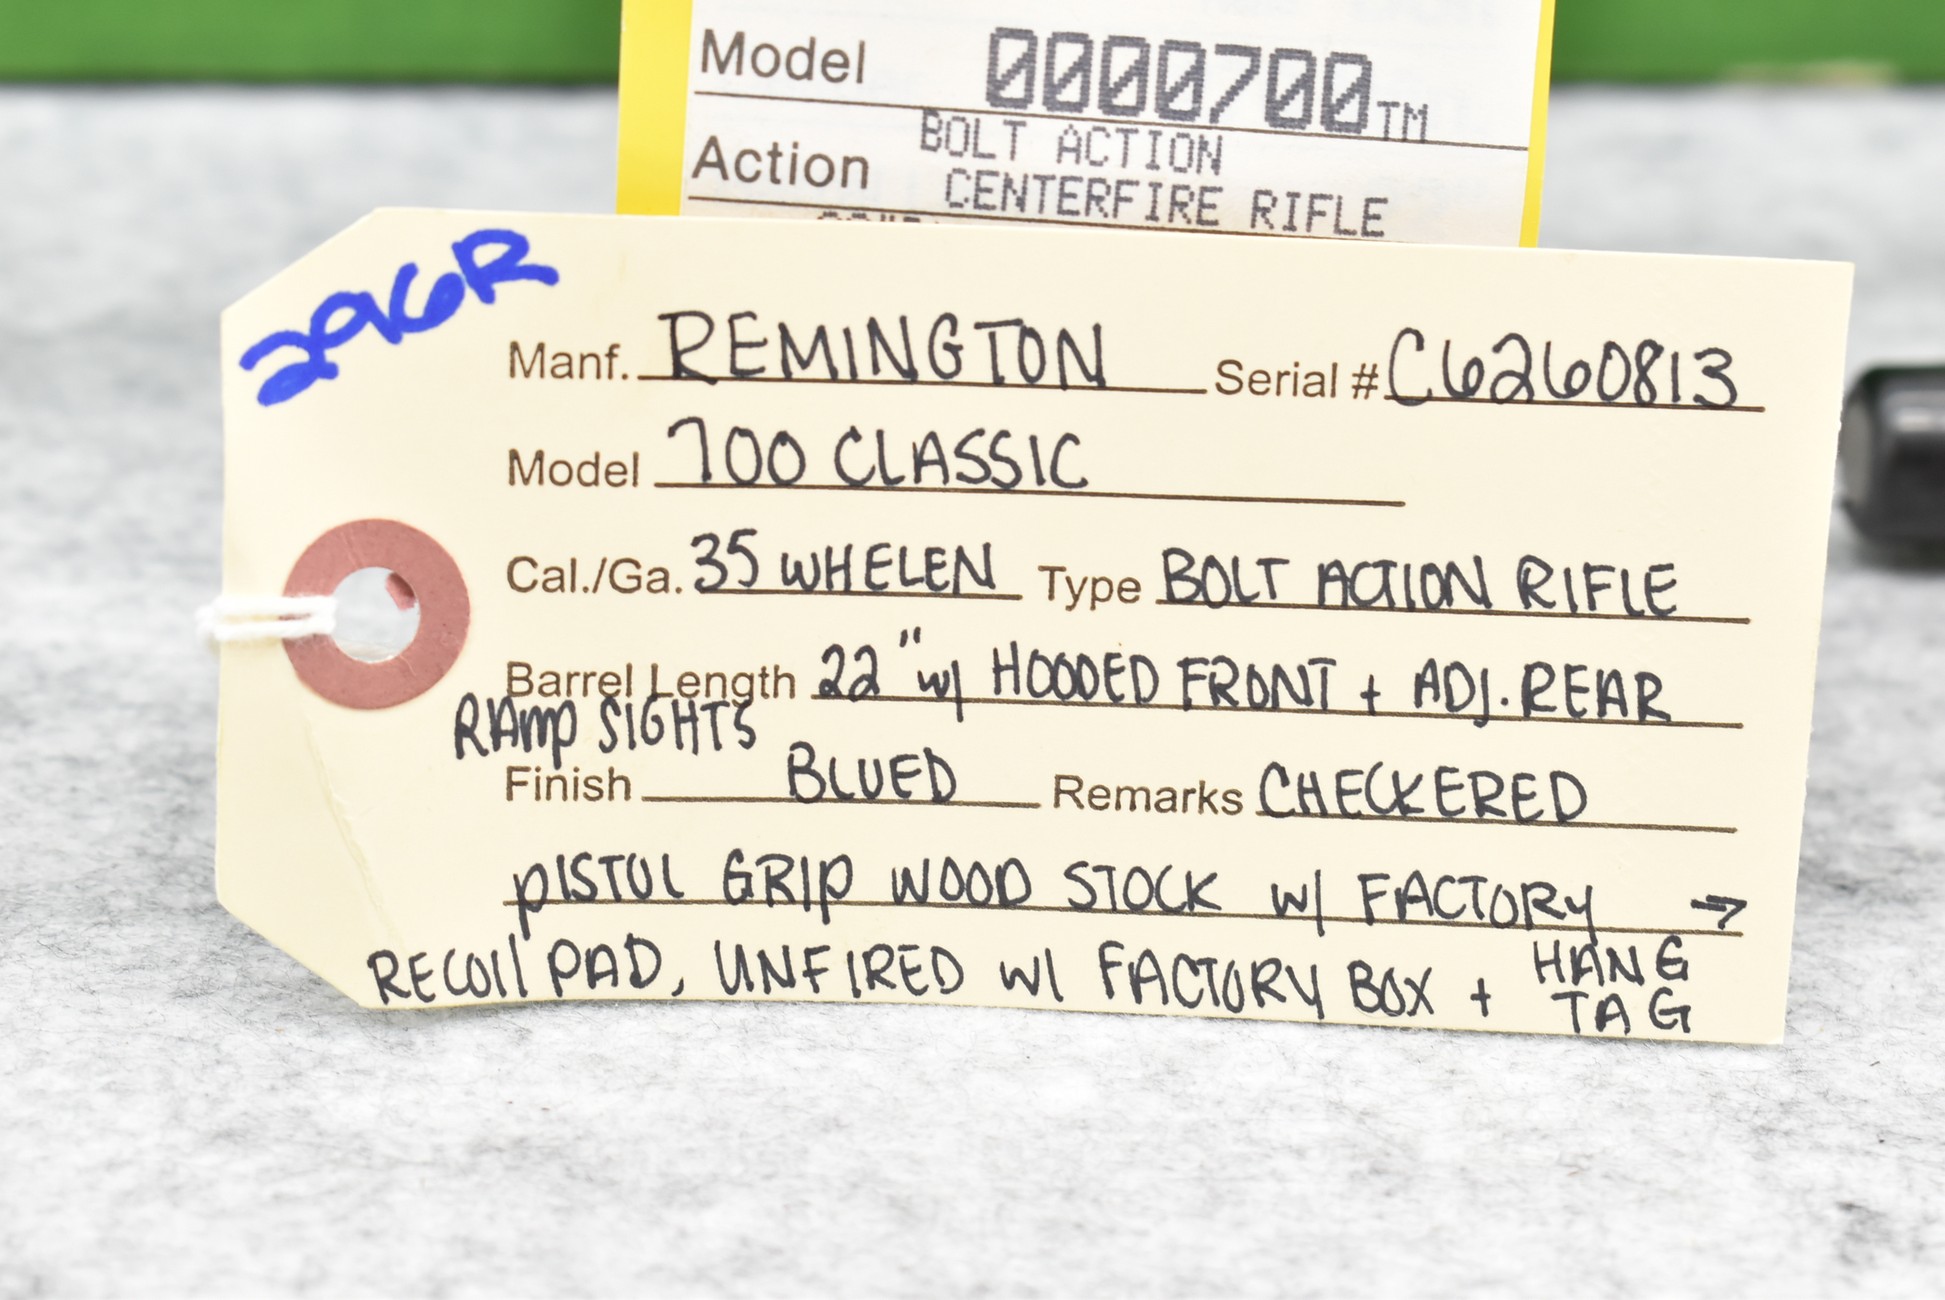 Model 0000700TM
Action BOLT ACTION
CENTERFIRE RIFLE
296R
Manf. REMINGTON Serial # C6260813
Model 700 CLASSIC
Cal./Ga. 35 WHELEN Type BOLT ACTION RIFLE
Barrel Length 22" w/ HOODED FRONT + ADJ. REAR
RAmp SIGHTS
Finish BLUED Remarks CHECKERED
PISTOL GRIP WOOD STOCK w/ FACTORY →
RECOIl PAD, UNFIRED w/ FACTORY BOX + HANG
TAG